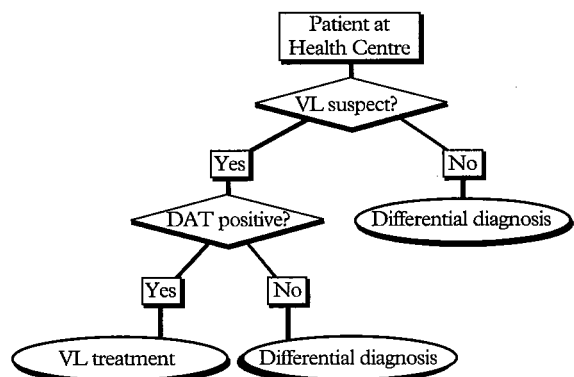 Patient at
Health Centre
VL suspect?
Yes
No
DAT positive?
Differential diagnosis
Yes
No
VL treatment
Differential diagnosis